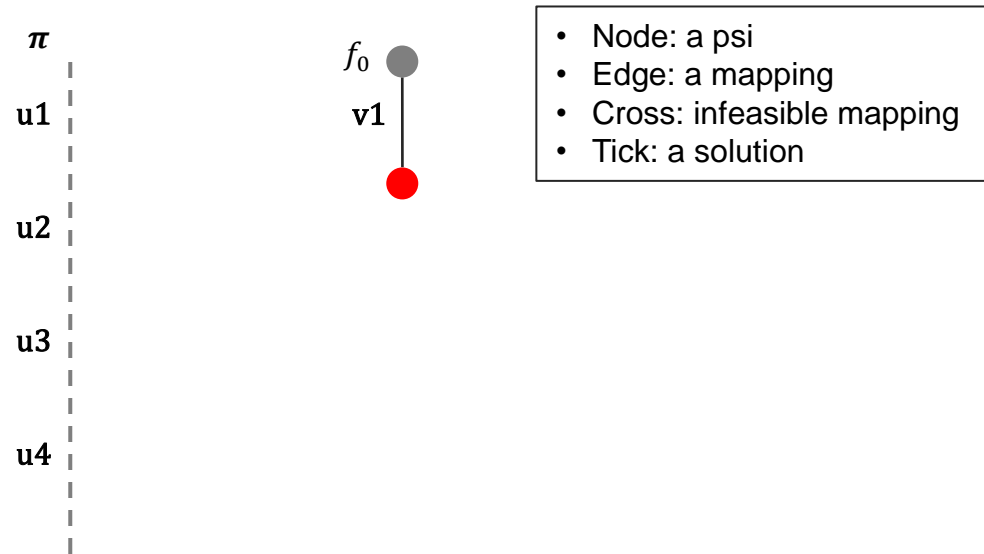 π
u1
u2
u3
u4
f₀
v1
• Node: a psi
• Edge: a mapping
• Cross: infeasible mapping
• Tick: a solution